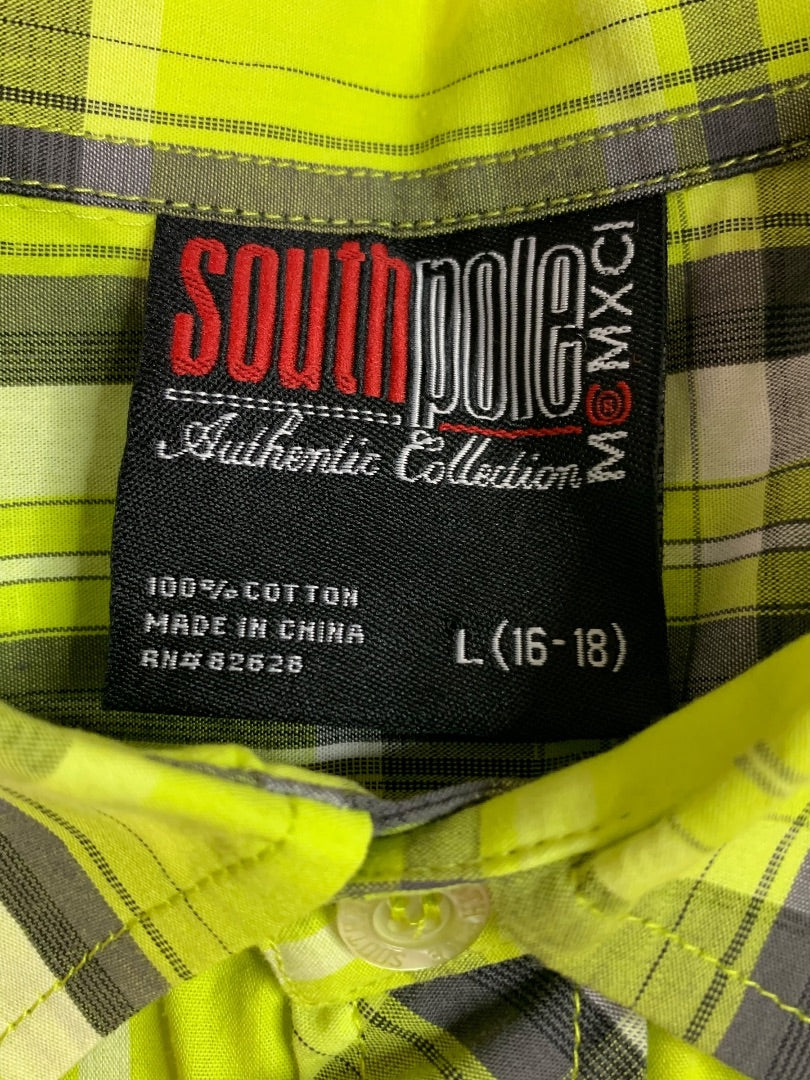 southpole
Authentic Collection
MCMXCI
100% COTTON
MADE IN CHINA
RN# 82628
L (16-18)